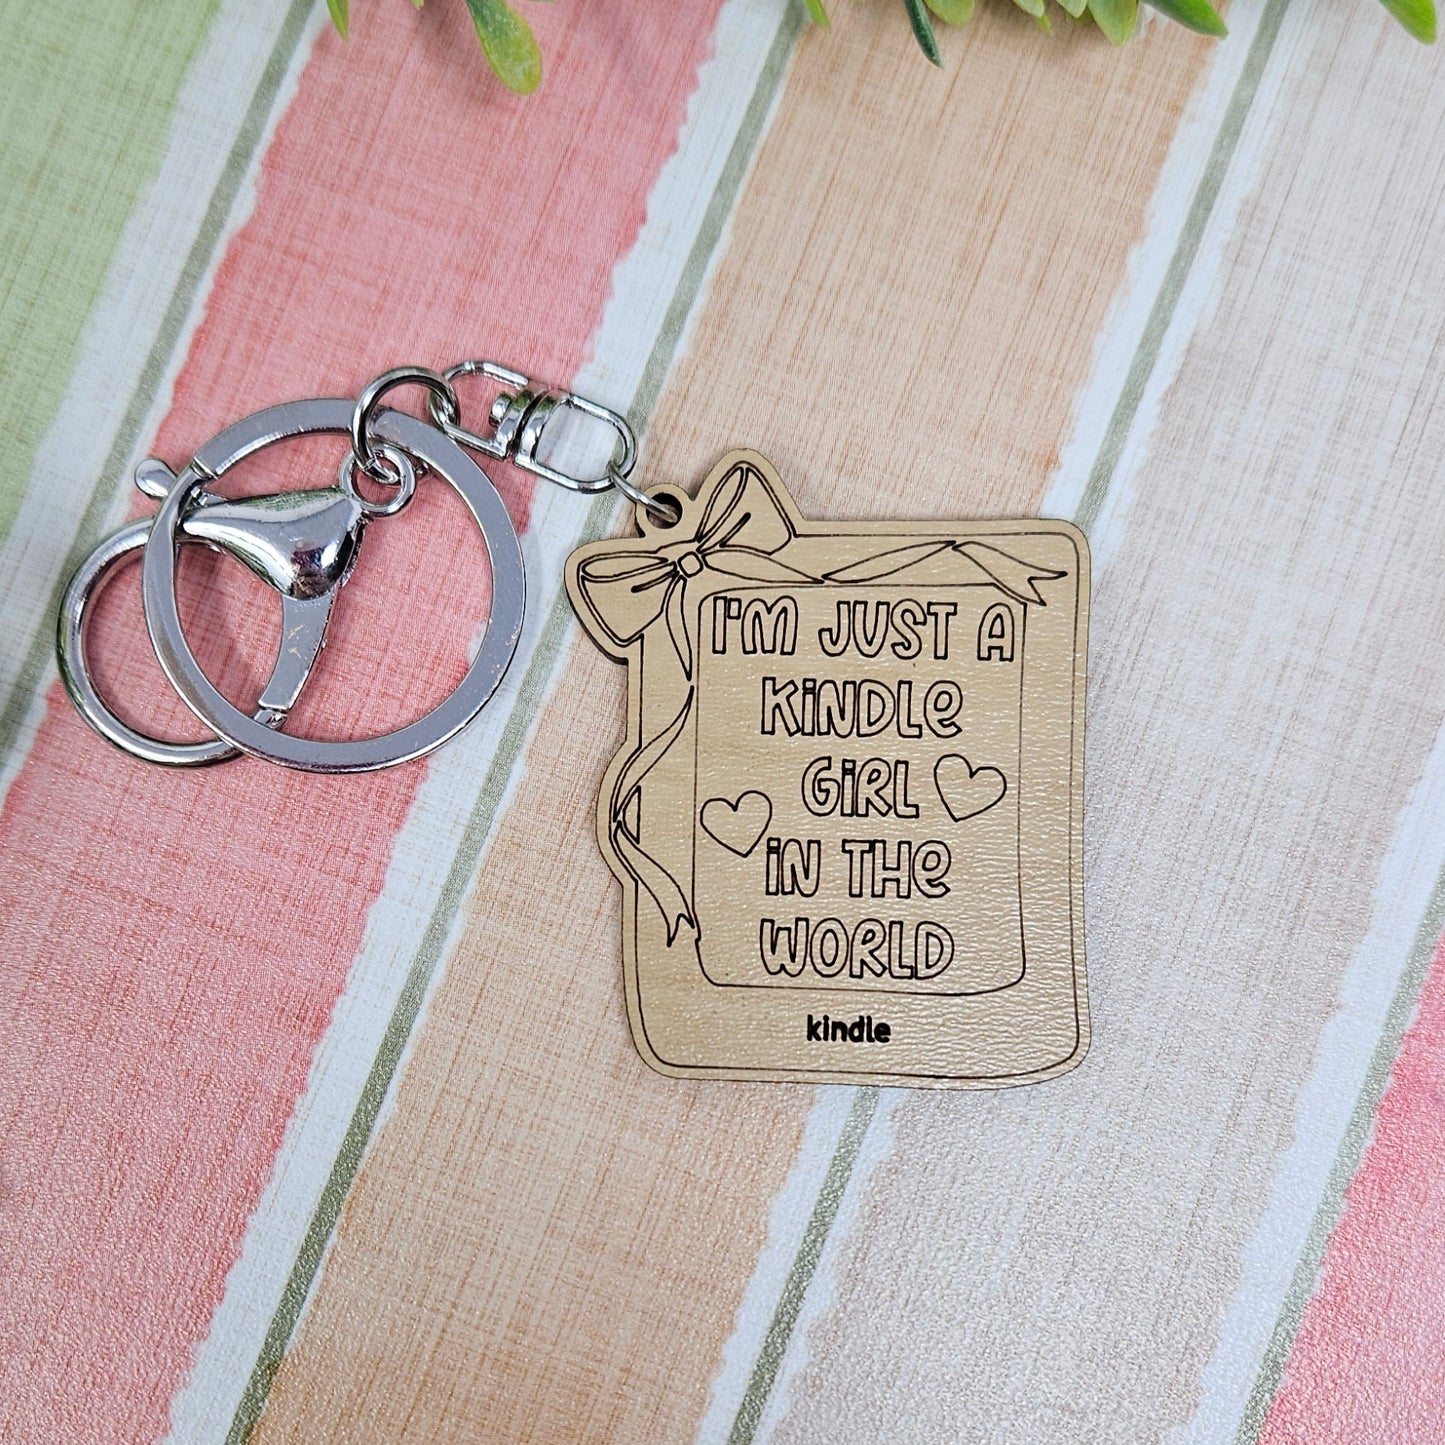 I'M JUST A
KINDLE
GIRL
IN THE
WORLD
kindle